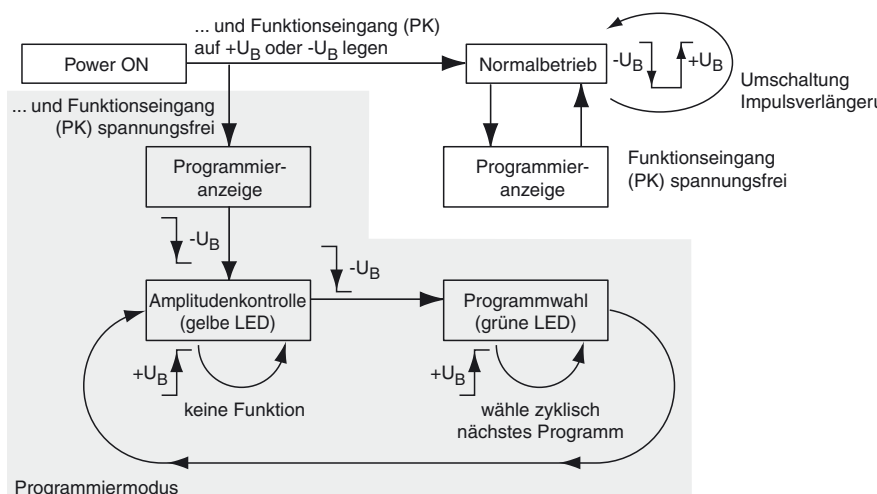 ... und Funktionseingang (PK)
auf +UB oder -UB legen
Power ON
Normalbetrieb
-UB
+UB
Umschaltung
Impulsverlängeru
... und Funktionseingang
(PK) spannungsfrei
Programmier-
anzeige
Programmier-
anzeige
Funktionseingang
(PK) spannungsfrei
-UB
-UB
Amplitudenkontrolle
(gelbe LED)
Programmwahl
(grüne LED)
+UB
+UB
keine Funktion
wähle zyklisch
nächstes Programm
Programmiermodus